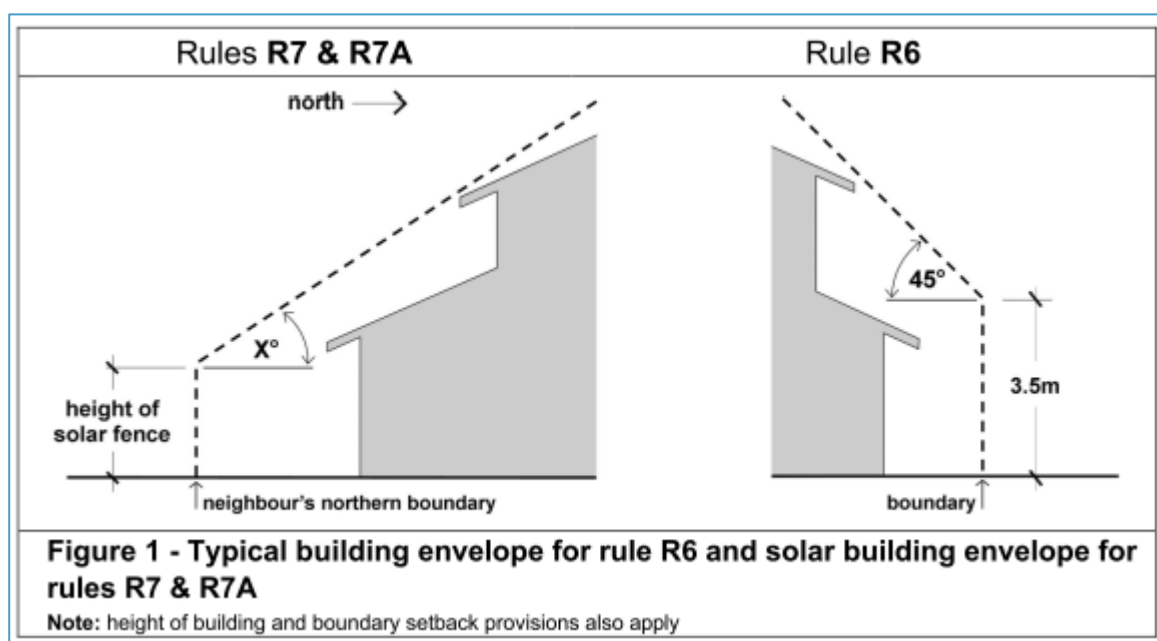 Rules R7 & R7A
Rule R6
north
X°
height of
solar fence
neighbour's northern boundary
45°
3.5m
boundary
Figure 1 - Typical building envelope for rule R6 and solar building envelope for
rules R7 & R7A
Note: height of building and boundary setback provisions also apply